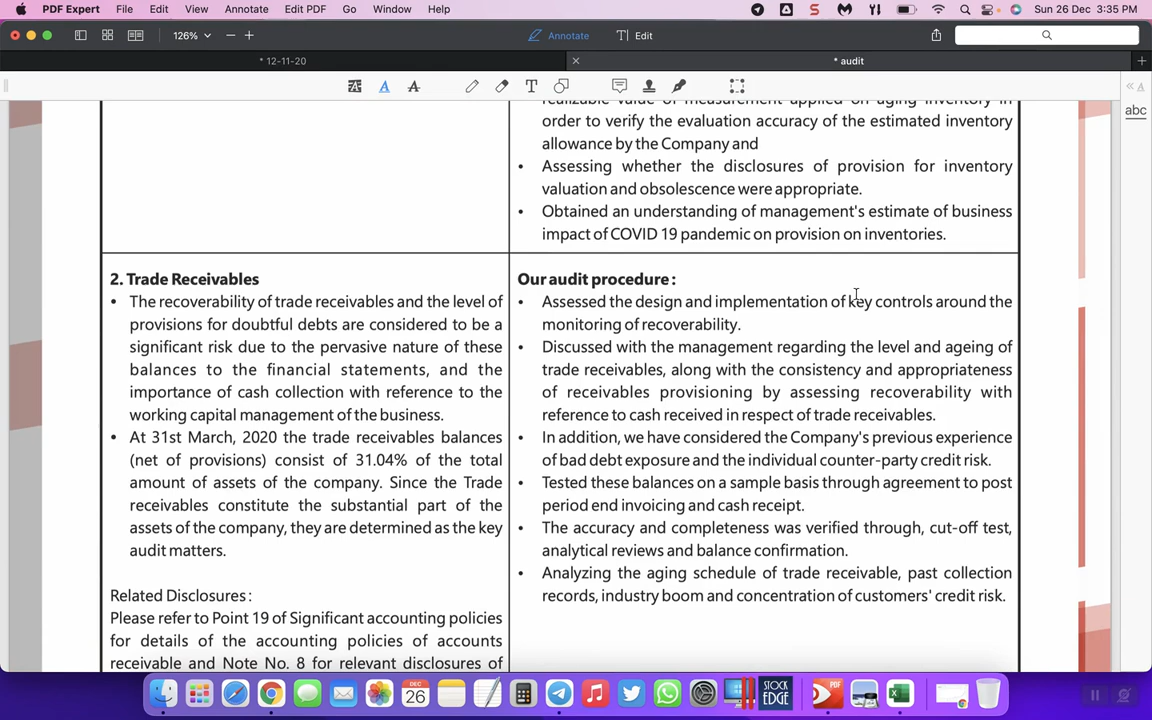 PDF Expert File Edit View Annotate Edit PDF Go Window Help Sun 26 Dec 3:35 PM
126% Annotate Edit
* 12-11-20 * audit
abc
realizable value of measurement applied on aging inventory in
order to verify the evaluation accuracy of the estimated inventory
allowance by the Company and
• Assessing whether the disclosures of provision for inventory
valuation and obsolescence were appropriate.
• Obtained an understanding of management's estimate of business
impact of COVID 19 pandemic on provision on inventories.
2. Trade Receivables
• The recoverability of trade receivables and the level of
provisions for doubtful debts are considered to be a
significant risk due to the pervasive nature of these
balances to the financial statements, and the
importance of cash collection with reference to the
working capital management of the business.
• At 31st March, 2020 the trade receivables balances
(net of provisions) consist of 31.04% of the total
amount of assets of the company. Since the Trade
receivables constitute the substantial part of the
assets of the company, they are determined as the key
audit matters.
Related Disclosures :
Please refer to Point 19 of Significant accounting policies
for details of the accounting policies of accounts
receivable and Note No. 8 for relevant disclosures of
Our audit procedure :
• Assessed the design and implementation of key controls around the
monitoring of recoverability.
• Discussed with the management regarding the level and ageing of
trade receivables, along with the consistency and appropriateness
of receivables provisioning by assessing recoverability with
reference to cash received in respect of trade receivables.
• In addition, we have considered the Company's previous experience
of bad debt exposure and the individual counter-party credit risk.
• Tested these balances on a sample basis through agreement to post
period end invoicing and cash receipt.
• The accuracy and completeness was verified through, cut-off test,
analytical reviews and balance confirmation.
• Analyzing the aging schedule of trade receivable, past collection
records, industry boom and concentration of customers' credit risk.
DEC
26
STOCK
EDGE
PDF